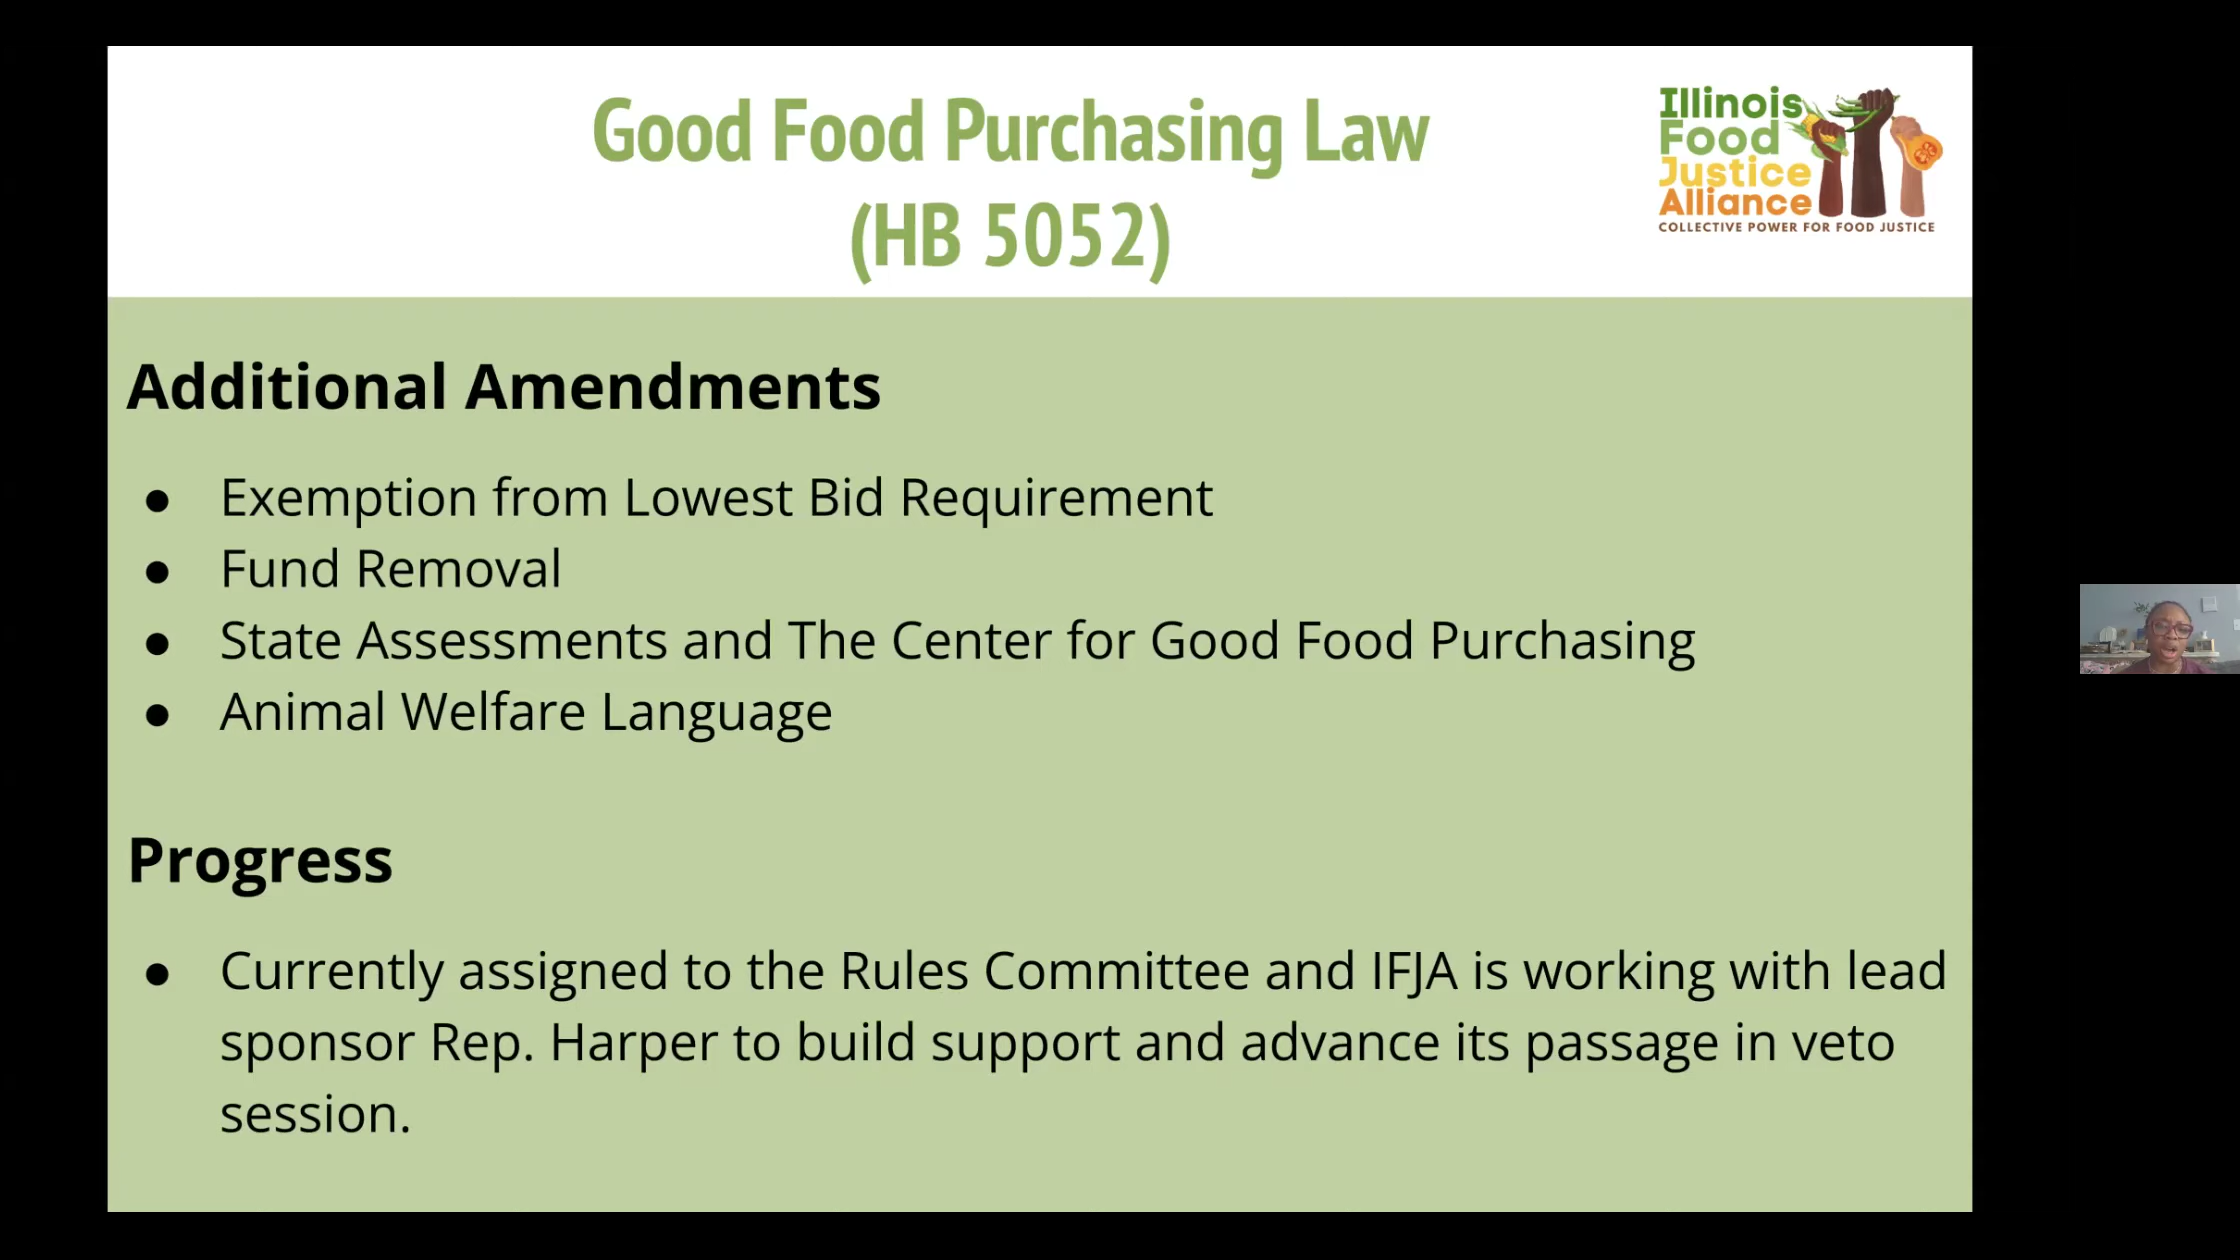 Good Food Purchasing Law
(HB 5052)
Illinois
Food
Justice
Alliance
COLLECTIVE POWER FOR FOOD JUSTICE
Additional Amendments
● Exemption from Lowest Bid Requirement
● Fund Removal
● State Assessments and The Center for Good Food Purchasing
● Animal Welfare Language
Progress
● Currently assigned to the Rules Committee and IFJA is working with lead
sponsor Rep. Harper to build support and advance its passage in veto
session.